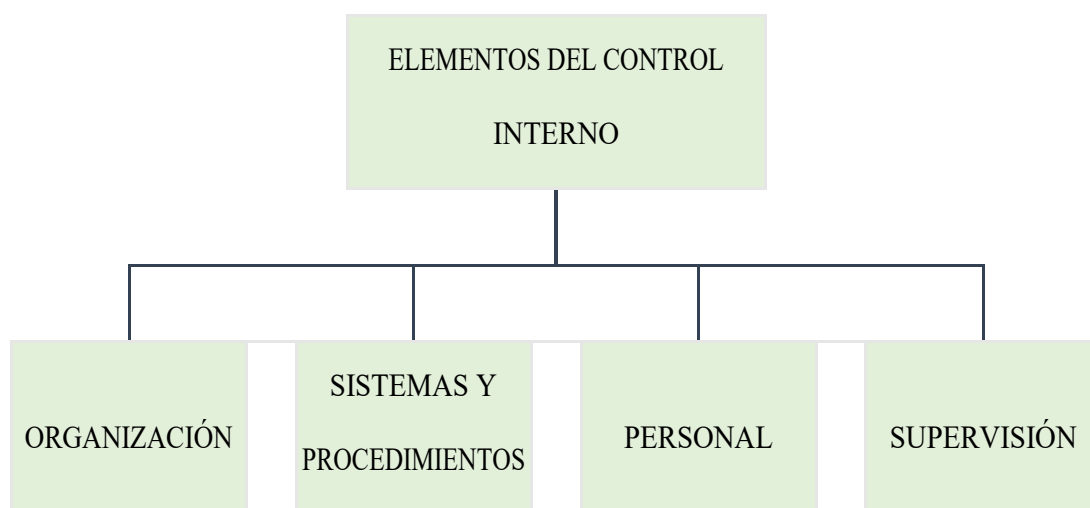 ELEMENTOS DEL CONTROL
INTERNO
ORGANIZACIÓN
SISTEMAS Y
PROCEDIMIENTOS
PERSONAL
SUPERVISIÓN